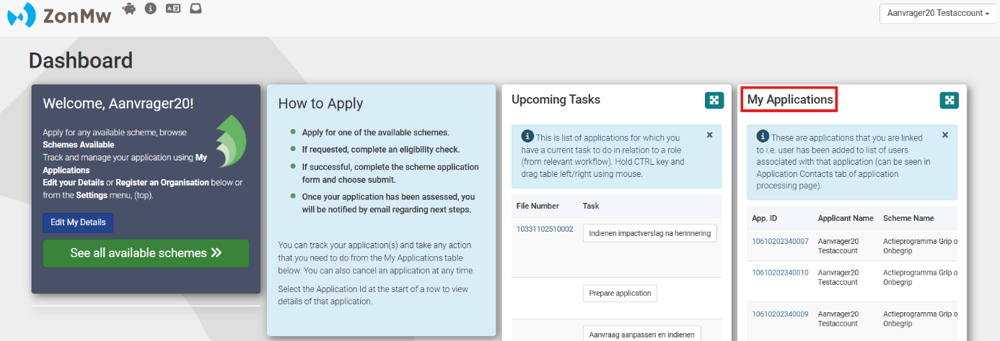 ZonMw
Aanvrager20 Testaccount
Dashboard
Welcome, Aanvrager20!
Apply for any available scheme, browse
Schemes Available
Track and manage your application using My
Applications
Edit your Details or Register an Organisation below or
from the Settings menu, (top).
Edit My Details
See all available schemes
How to Apply
Apply for one of the available schemes.
If requested, complete an eligibility check.
If successful, complete the scheme application
form and choose submit.
Once your application has been assessed, you
will be notified by email regarding next steps.
You can track your application(s) and take any action
that you need to do from the My Applications table
below. You can also cancel an application at any time.
Select the Application Id at the start of a row to view
details of that application.
Upcoming Tasks
This is list of applications for which you
have a current task to do in relation to a role
(from relevant workflow). Hold CTRL key and
drag table left/right using mouse.
File Number Task
10331102510002 Indienen impactverslag na herinnering
Prepare application
Aanvraag aanpassen en indienen
My Applications
These are applications that you are linked
to i.e. user has been added to list of users
associated with that application (can be seen in
Application Contacts tab of application
processing page).
App. ID Applicant Name Scheme Name
10610202340007 Aanvrager20 Actieprogramma Grip o
Testaccount Onbegrip
10610202340010 Aanvrager20 Actieprogramma Grip o
Testaccount Onbegrip
10610202340009 Aanvrager20 Actieprogramma Grip o
Testaccount Onbegrip